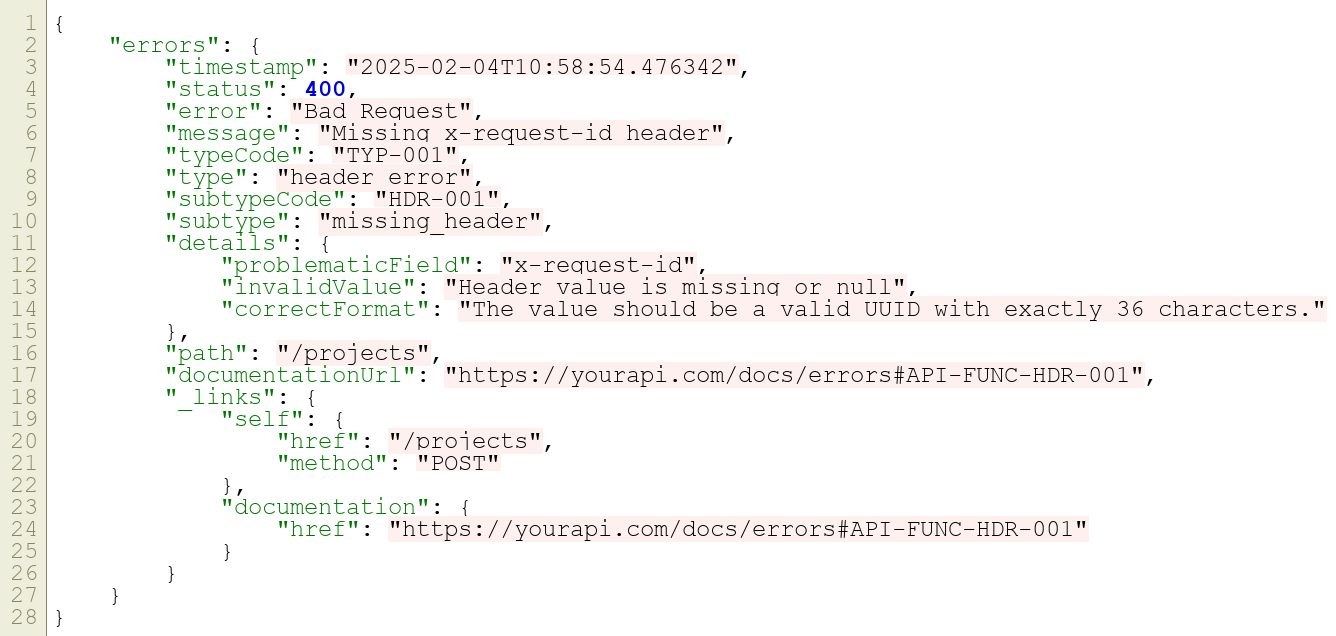 1 {
2     "errors": {
3         "timestamp": "2025-02-04T10:58:54.476342",
4         "status": 400,
5         "error": "Bad Request",
6         "message": "Missing x-request-id header",
7         "typeCode": "TYP-001",
8         "type": "header error",
9         "subtypeCode": "HDR-001",
10         "subtype": "missing_header",
11         "details": {
12             "problematicField": "x-request-id",
13             "invalidValue": "Header value is missing or null",
14             "correctFormat": "The value should be a valid UUID with exactly 36 characters."
15         },
16         "path": "/projects",
17         "documentationUrl": "https://yourapi.com/docs/errors#API-FUNC-HDR-001",
18         "_links": {
19             "self": {
20                 "href": "/projects",
21                 "method": "POST"
22             },
23             "documentation": {
24                 "href": "https://yourapi.com/docs/errors#API-FUNC-HDR-001"
25             }
26         }
27     }
28 }